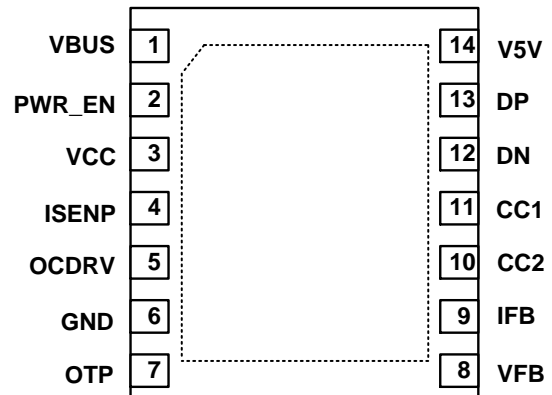 VBUS 1 14 V5V
PWR_EN 2 13 DP
VCC 3 12 DN
ISENP 4 11 CC1
OCDRV 5 10 CC2
GND 6 9 IFB
OTP 7 8 VFB